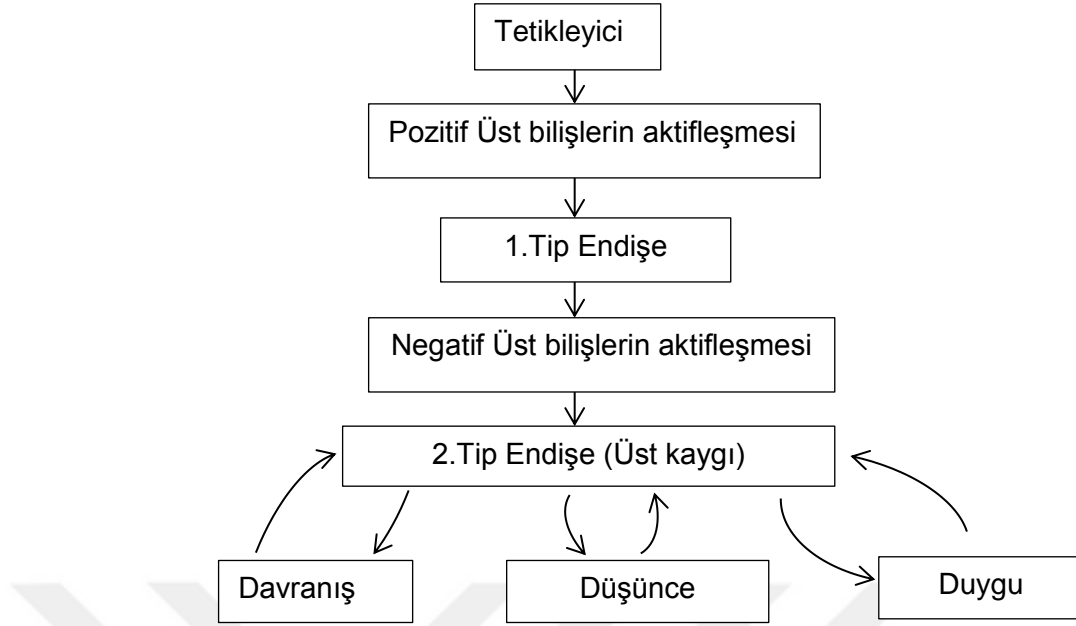 Tetikleyici
Pozitif Üst bilişlerin aktifleşmesi
1.Tip Endişe
Negatif Üst bilişlerin aktifleşmesi
2.Tip Endişe (Üst kaygı)
Davranış
Düşünce
Duygu